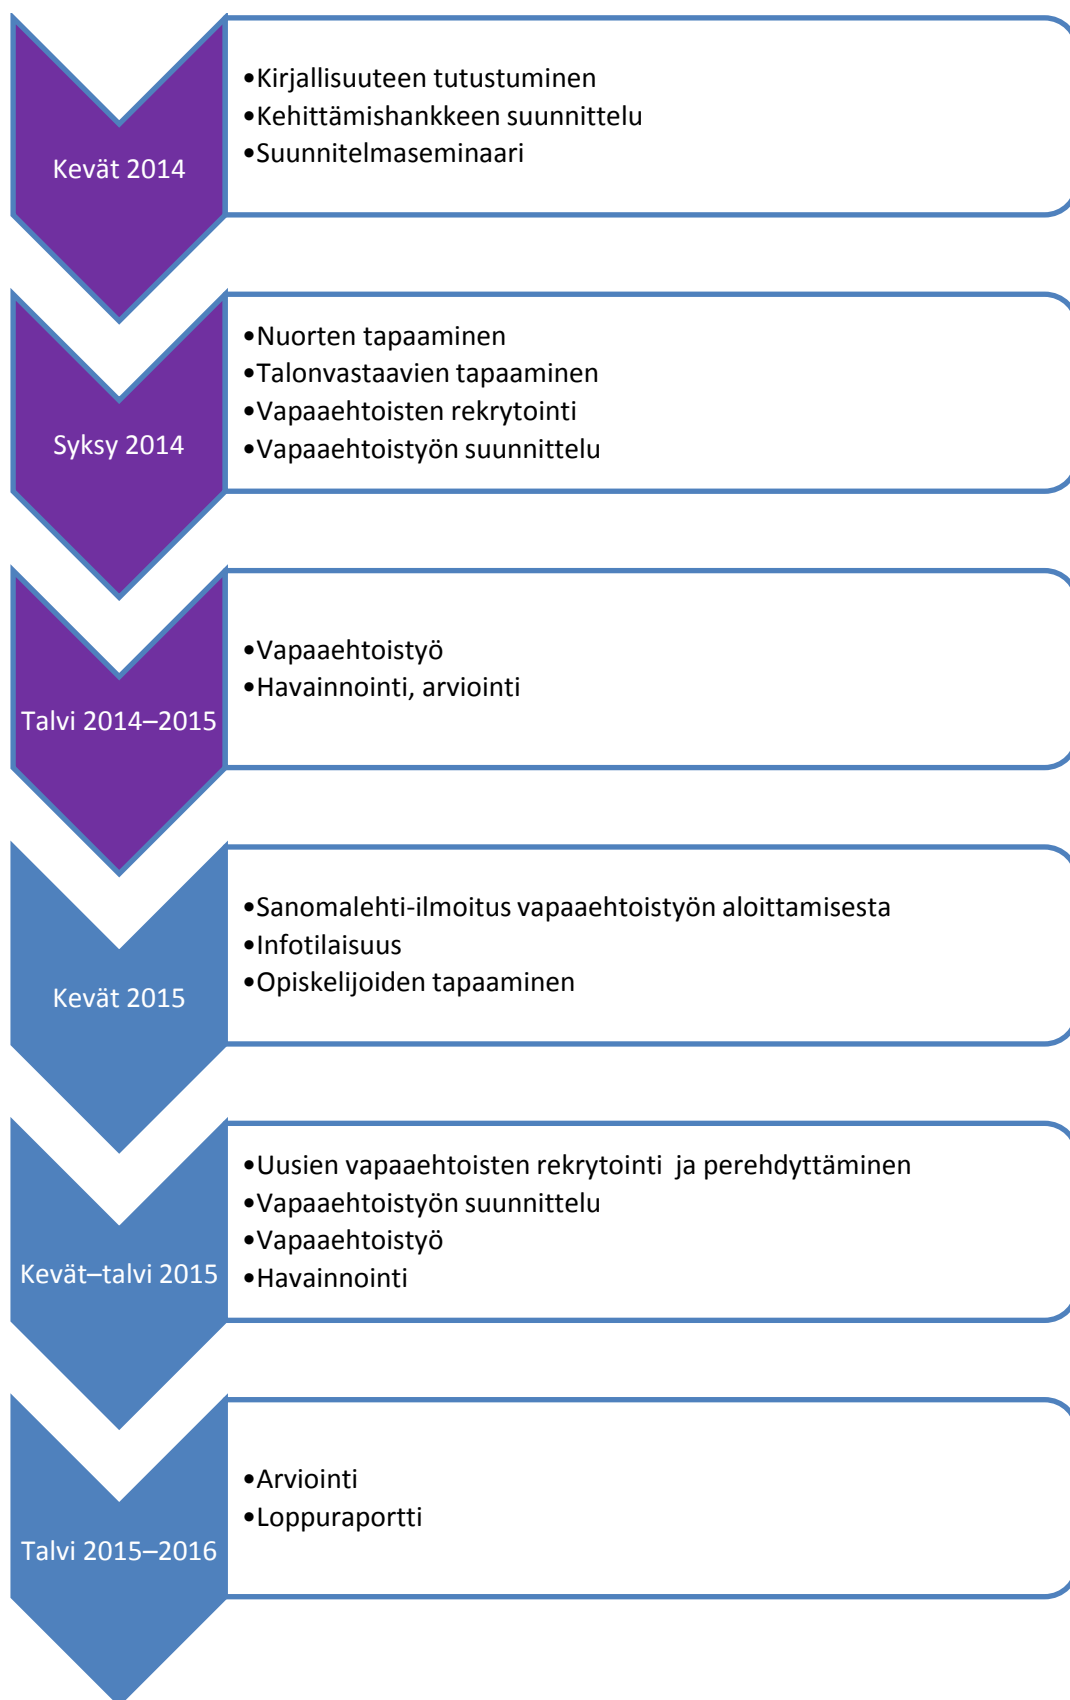 Kevät 2014
•Kirjallisuuteen tutustuminen
•Kehittämishankkeen suunnittelu
•Suunnitelmaseminaari
Syksy 2014
•Nuorten tapaaminen
•Talonvastaavien tapaaminen
•Vapaaehtoisten rekrytointi
•Vapaaehtoistyön suunnittelu
Talvi 2014–2015
•Vapaaehtoistyö
•Havainnointi, arviointi
Kevät 2015
•Sanomalehti-ilmoitus vapaaehtoistyön aloittamisesta
•Infotilaisuus
•Opiskelijoiden tapaaminen
Kevät–talvi 2015
•Uusien vapaaehtoisten rekrytointi  ja perehdyttäminen
•Vapaaehtoistyön suunnittelu
•Vapaaehtoistyö
•Havainnointi
Talvi 2015–2016
•Arviointi
•Loppuraportti